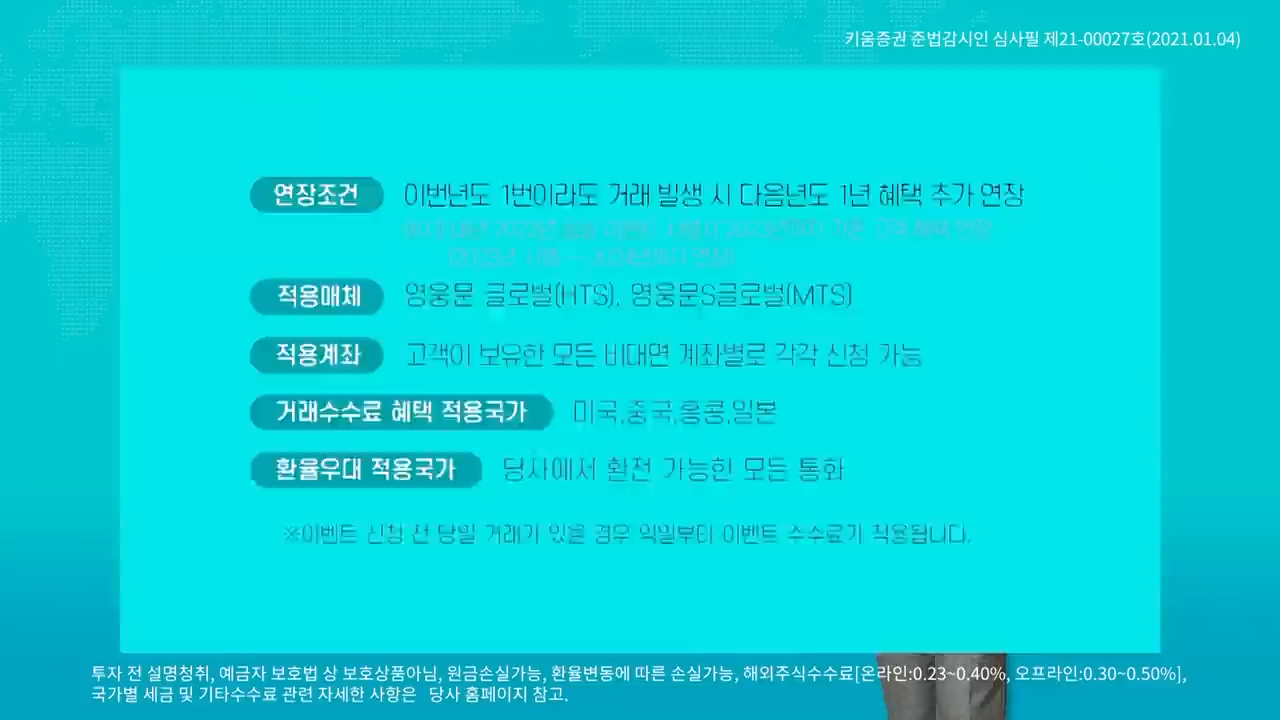 키움증권 준법감시인 심사필 제21-00027호(2021.01.04)
연장조건 이번년도 1번이라도 거래 발생 시 다음년도 1년 혜택 추가 연장
적용매체 영웅문 글로벌(HTS), 영웅문S글로벌(MTS)
적용계좌 고객이 보유한 모든 비대면 계좌별로 각각 신청 가능
거래수수료 혜택 적용국가 미국,중국,홍콩,일본
환율우대 적용국가 당사에서 환전 가능한 모든 통화
※이벤트 신청 전 당일 거래가 있을 경우 익일부터 이벤트 수수료가 적용됩니다.
투자 전 설명청취, 예금자 보호법 상 보호상품아님, 원금손실가능, 환율변동에 따른 손실가능, 해외주식수수료[온라인:0.23~0.40%, 오프라인:0.30~0.50%],
국가별 세금 및 기타수수료 관련 자세한 사항은 당사 홈페이지 참고.